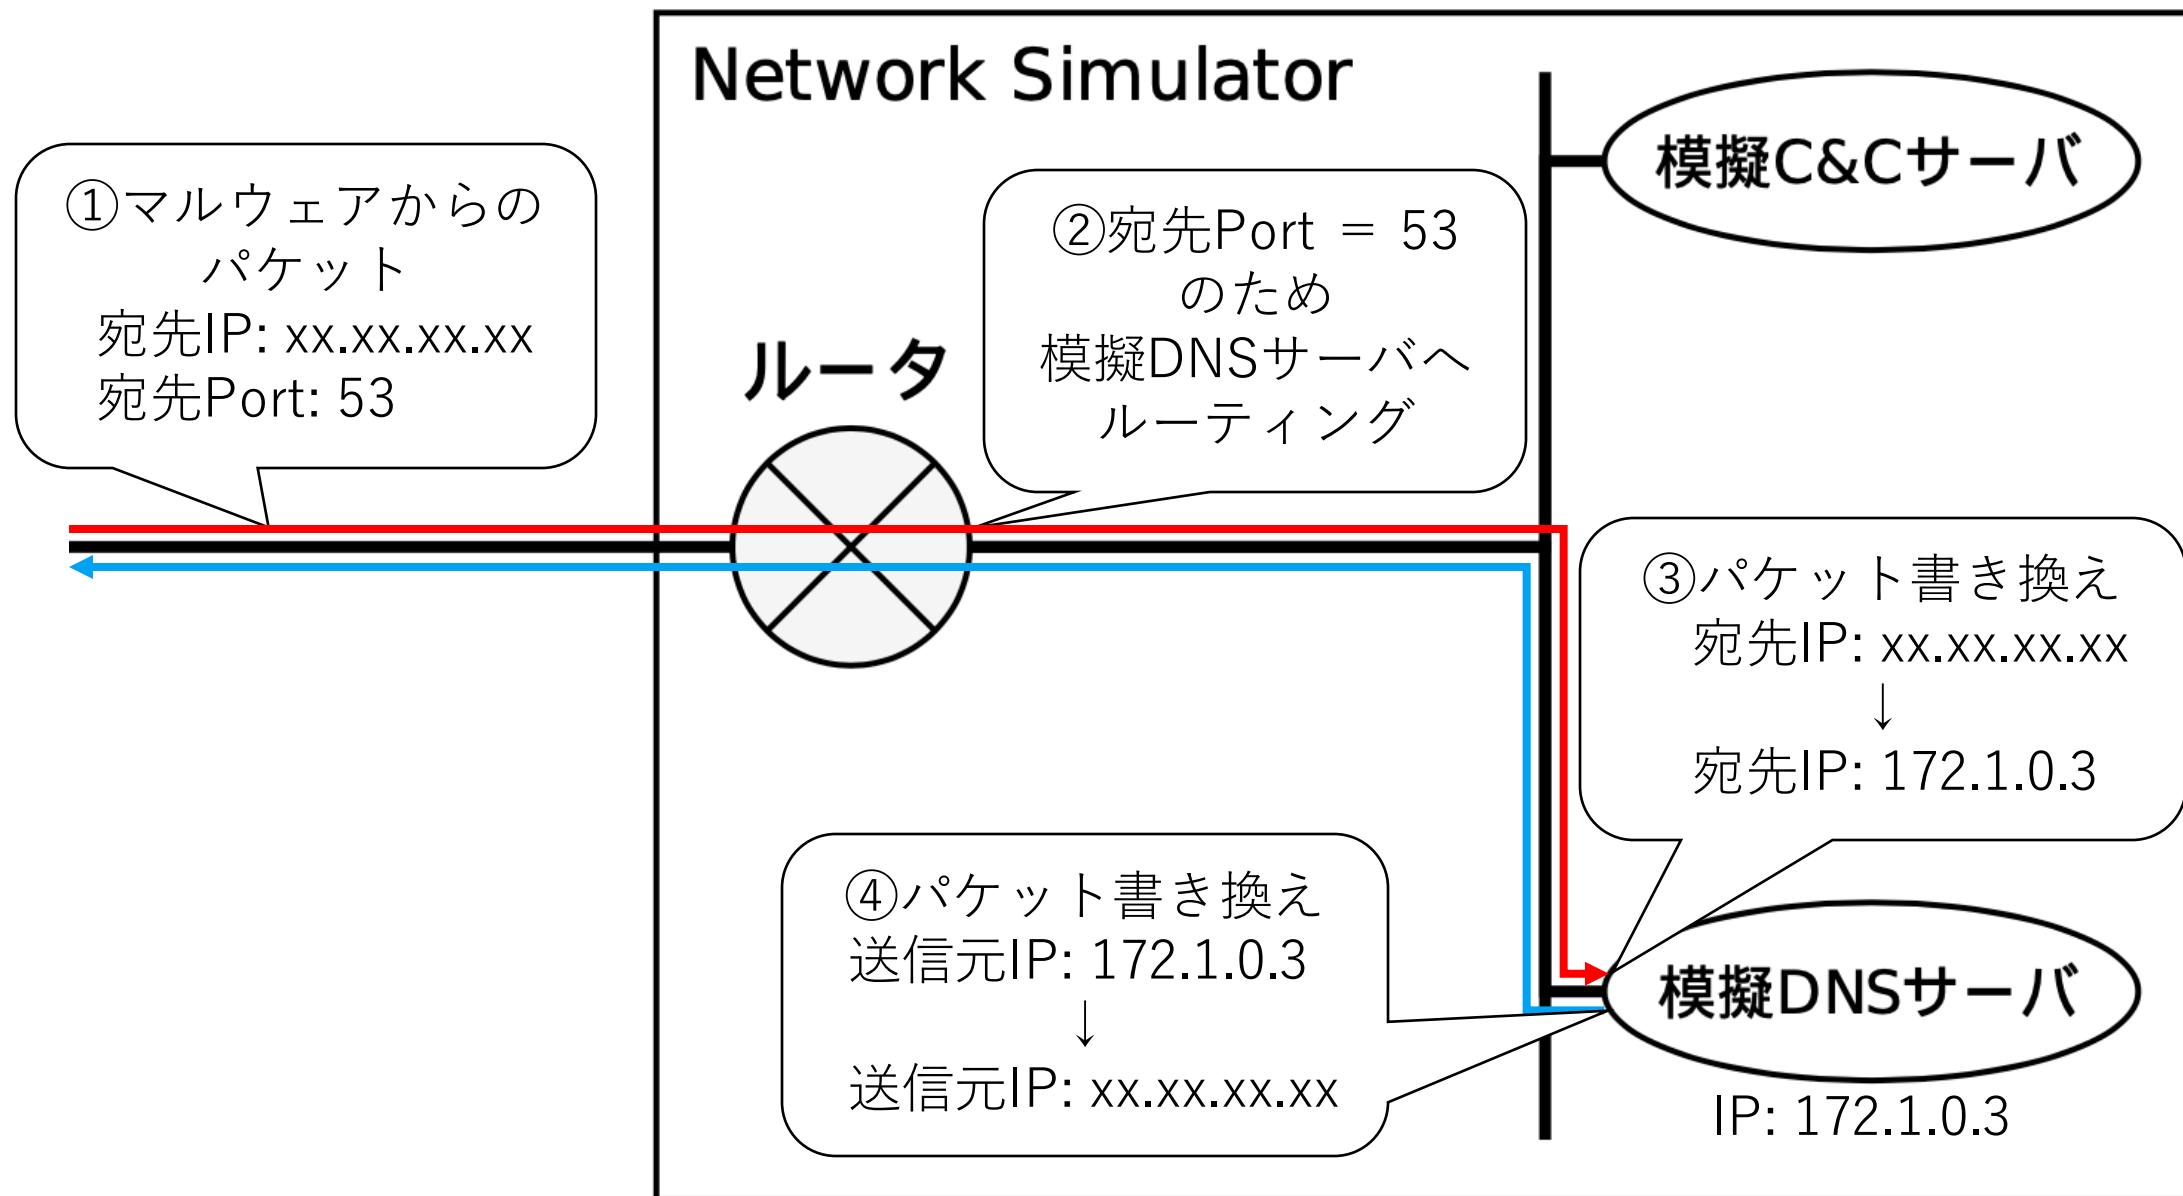 Network Simulator
模擬C&Cサーバ
①マルウェアからの
パケット
宛先IP: xx.xx.xx.xx
宛先Port: 53
②宛先Port = 53
のため
模擬DNSサーバへ
ルーティング
ルータ
③パケット書き換え
宛先IP: xx.xx.xx.xx
↓
宛先IP: 172.1.0.3
④パケット書き換え
送信元IP: 172.1.0.3
↓
送信元IP: xx.xx.xx.xx
模擬DNSサーバ
IP: 172.1.0.3